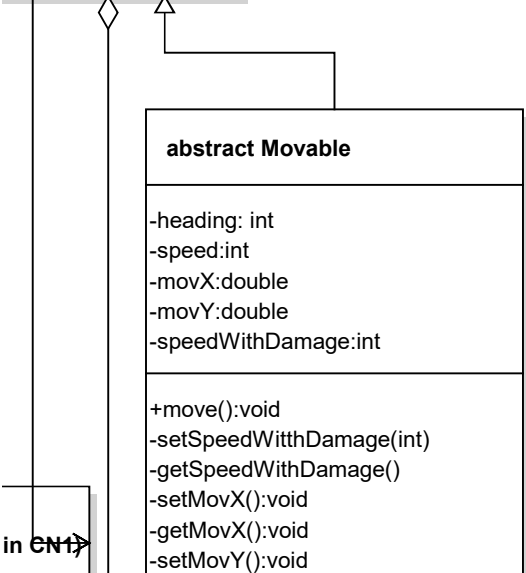 abstract Movable
-heading: int
-speed:int
-movX:double
-movY:double
-speedWithDamage:int
+move():void
-setSpeedWitthDamage(int)
-getSpeedWithDamage()
-setMovX():void
-getMovX():void
-setMovY():void
in CN1)